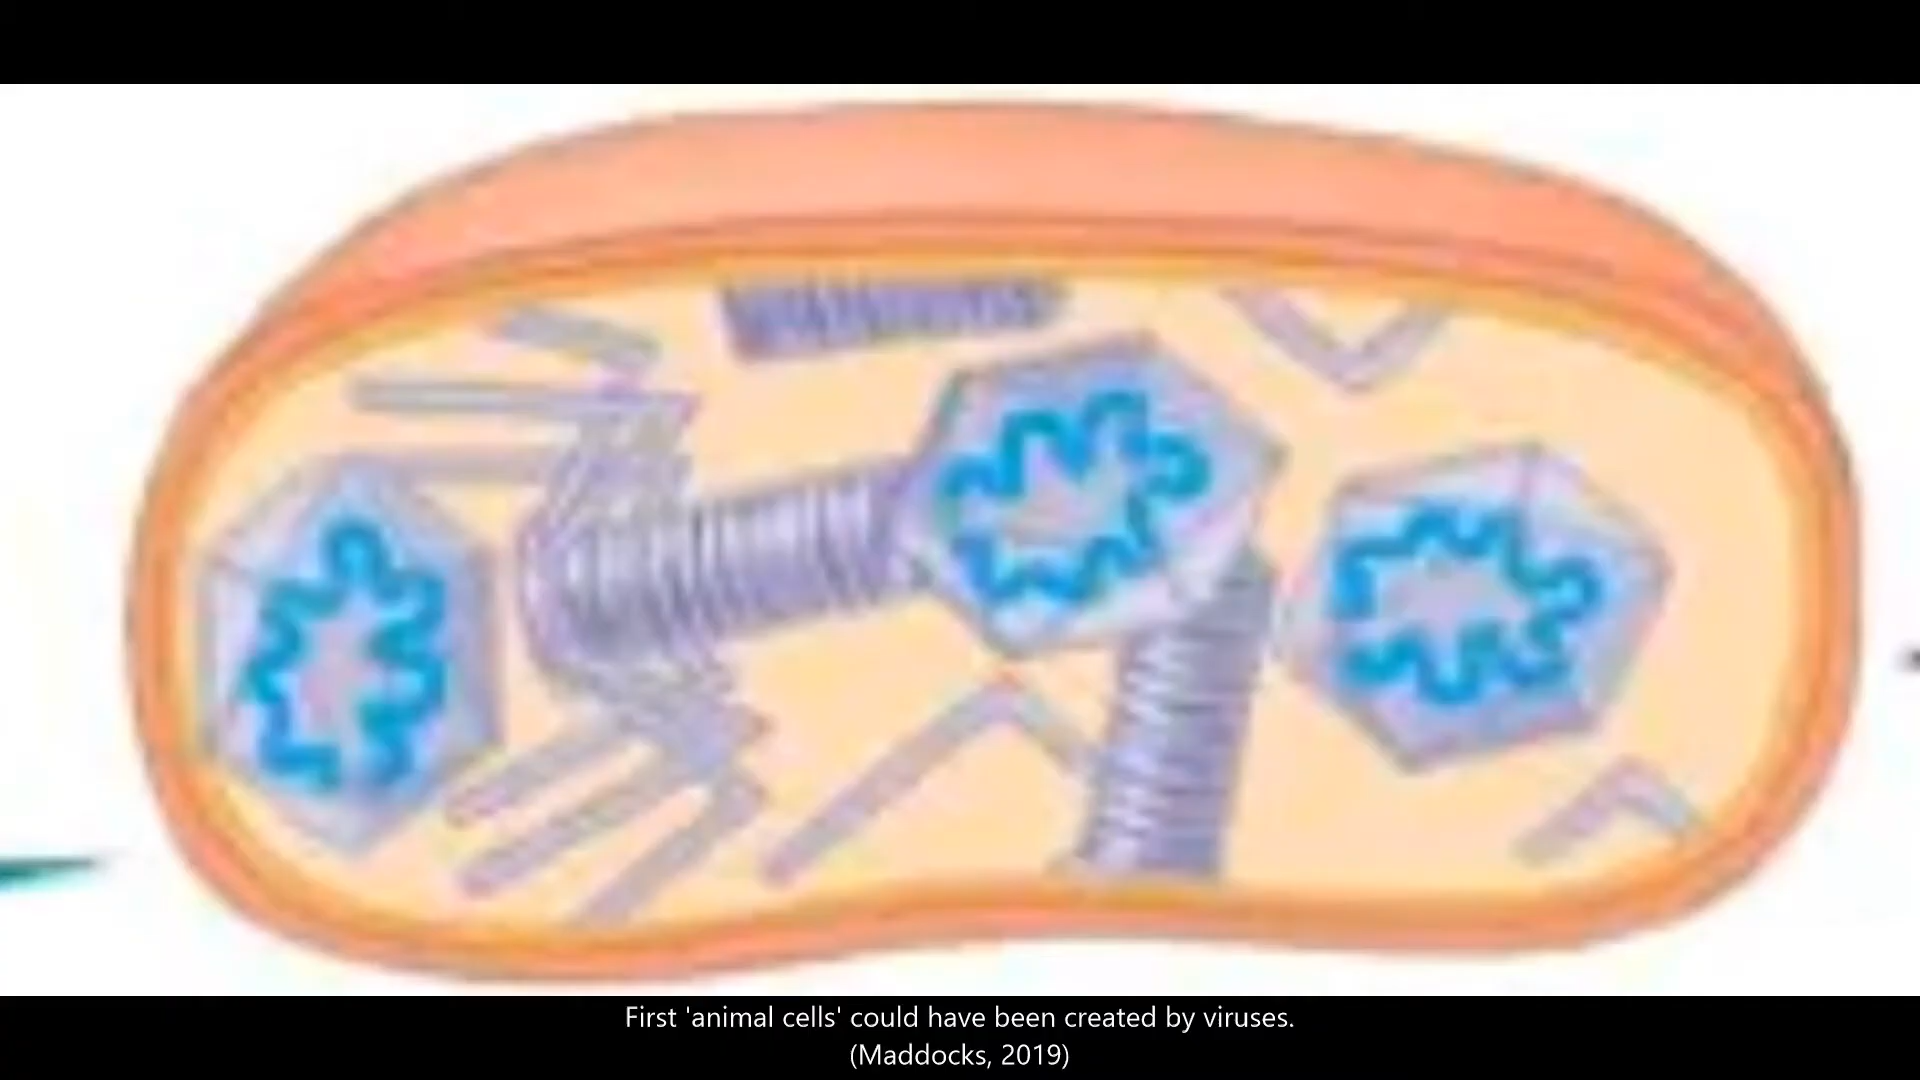 First 'animal cells' could have been created by viruses.
(Maddocks, 2019)